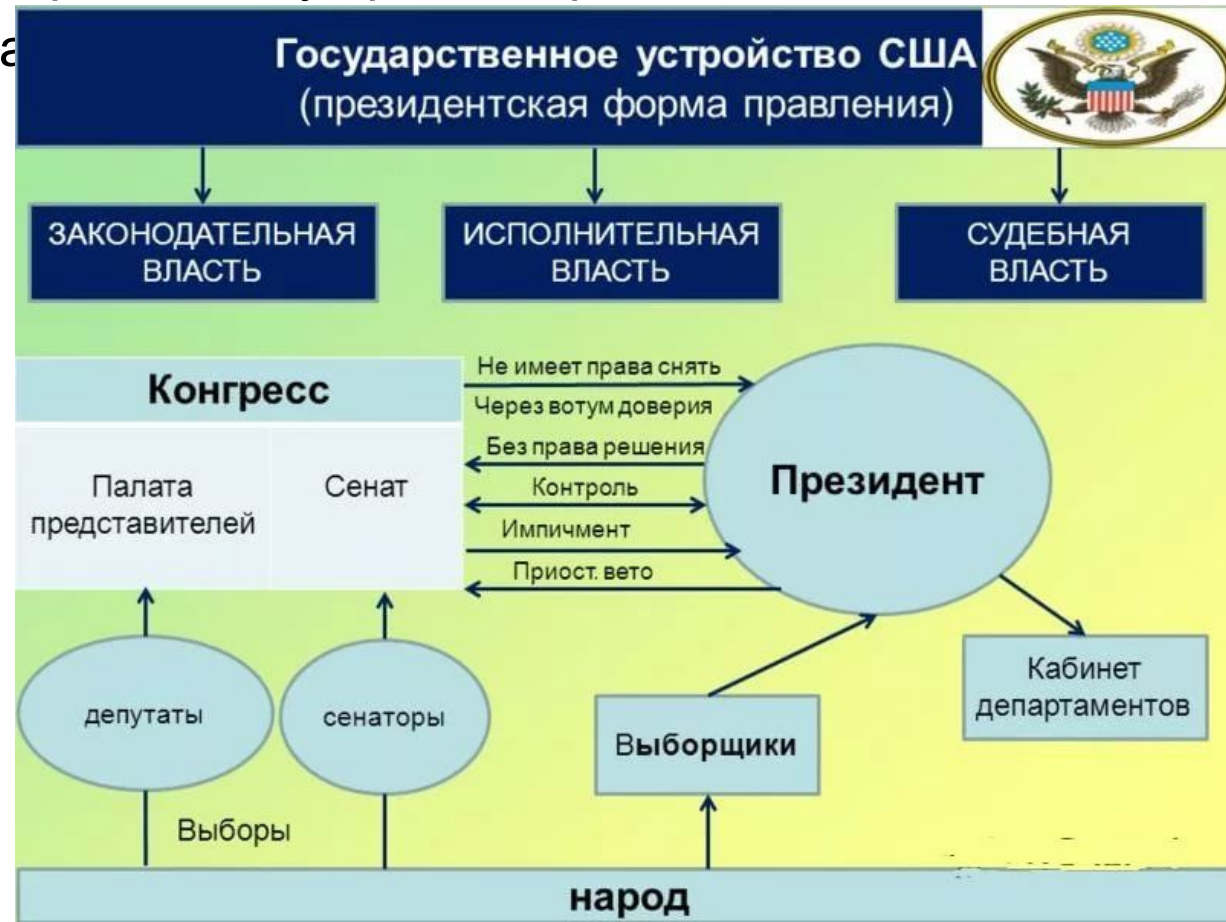 Государственное устройство США
(президентская форма правления)
ЗАКОНОДАТЕЛЬНАЯ
ВЛАСТЬ
ИСПОЛНИТЕЛЬНАЯ
ВЛАСТЬ
СУДЕБНАЯ
ВЛАСТЬ
Конгресс
Палата
представителей
Сенат
Не имеет права снять
Через вотум доверия
Без права решения
Контроль
Импичмент
Приост. вето
Президент
Кабинет
департаментов
депутаты
сенаторы
Выборщики
Выборы
народ